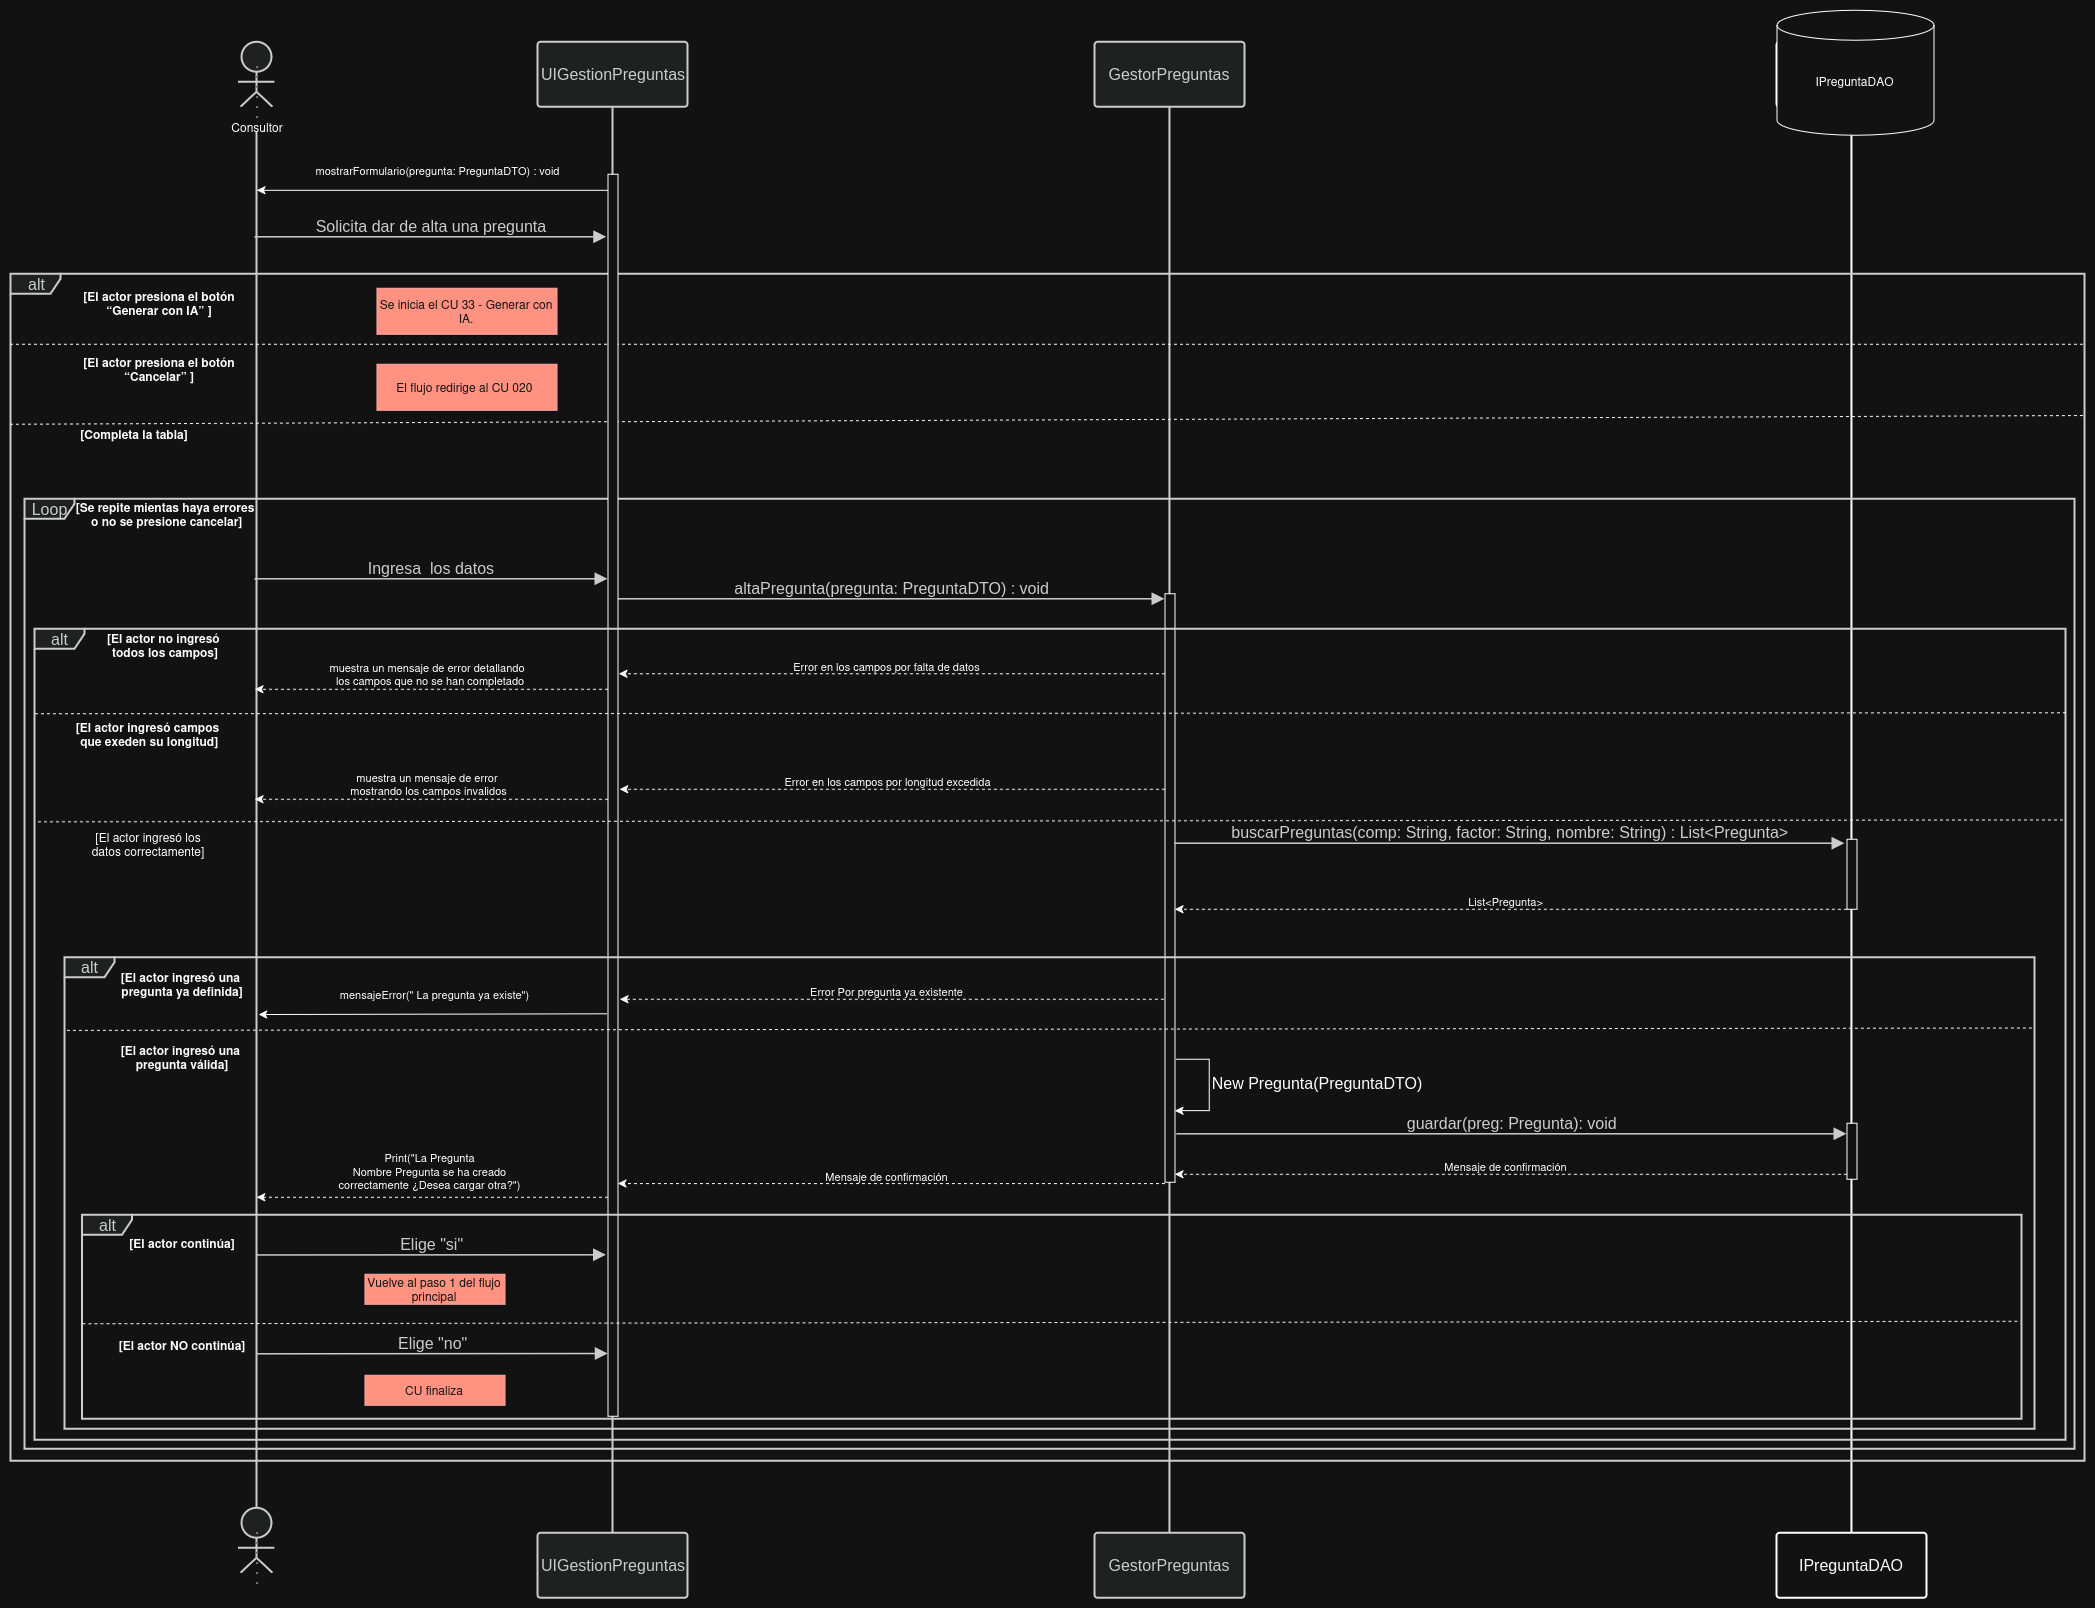 UIGestionPreguntas
GestorPreguntas
IPreguntaDAO
Consultor
mostrarFormulario(pregunta: PreguntaDTO) : void
Solicita dar de alta una pregunta
alt
[El actor presiona el botón
“Generar con IA” ]
Se inicia el CU 33 - Generar con
IA.
[El actor presiona el botón
“Cancelar” ]
El flujo redirige al CU 020
[Completa la tabla]
Loop
[Se repite mientas haya errores
o no se presione cancelar]
Ingresa  los datos
altaPregunta(pregunta: PreguntaDTO) : void
alt
[El actor no ingresó
todos los campos]
muestra un mensaje de error detallando
los campos que no se han completado
Error en los campos por falta de datos
[El actor ingresó campos
que exeden su longitud]
muestra un mensaje de error
mostrando los campos invalidos
Error en los campos por longitud excedida
[El actor ingresó los
datos correctamente]
buscarPreguntas(comp: String, factor: String, nombre: String) : List<Pregunta>
List<Pregunta>
alt
[El actor ingresó una
pregunta ya definida]
mensajeError(" La pregunta ya existe")
Error Por pregunta ya existente
[El actor ingresó una
pregunta válida]
New Pregunta(PreguntaDTO)
guardar(preg: Pregunta): void
Print("La Pregunta
Nombre Pregunta se ha creado
correctamente ¿Desea cargar otra?")
Mensaje de confirmación
Mensaje de confirmación
alt
[El actor continúa]
Elige "si"
Vuelve al paso 1 del flujo
principal
[El actor NO continúa]
Elige "no"
CU finaliza
UIGestionPreguntas
GestorPreguntas
IPreguntaDAO